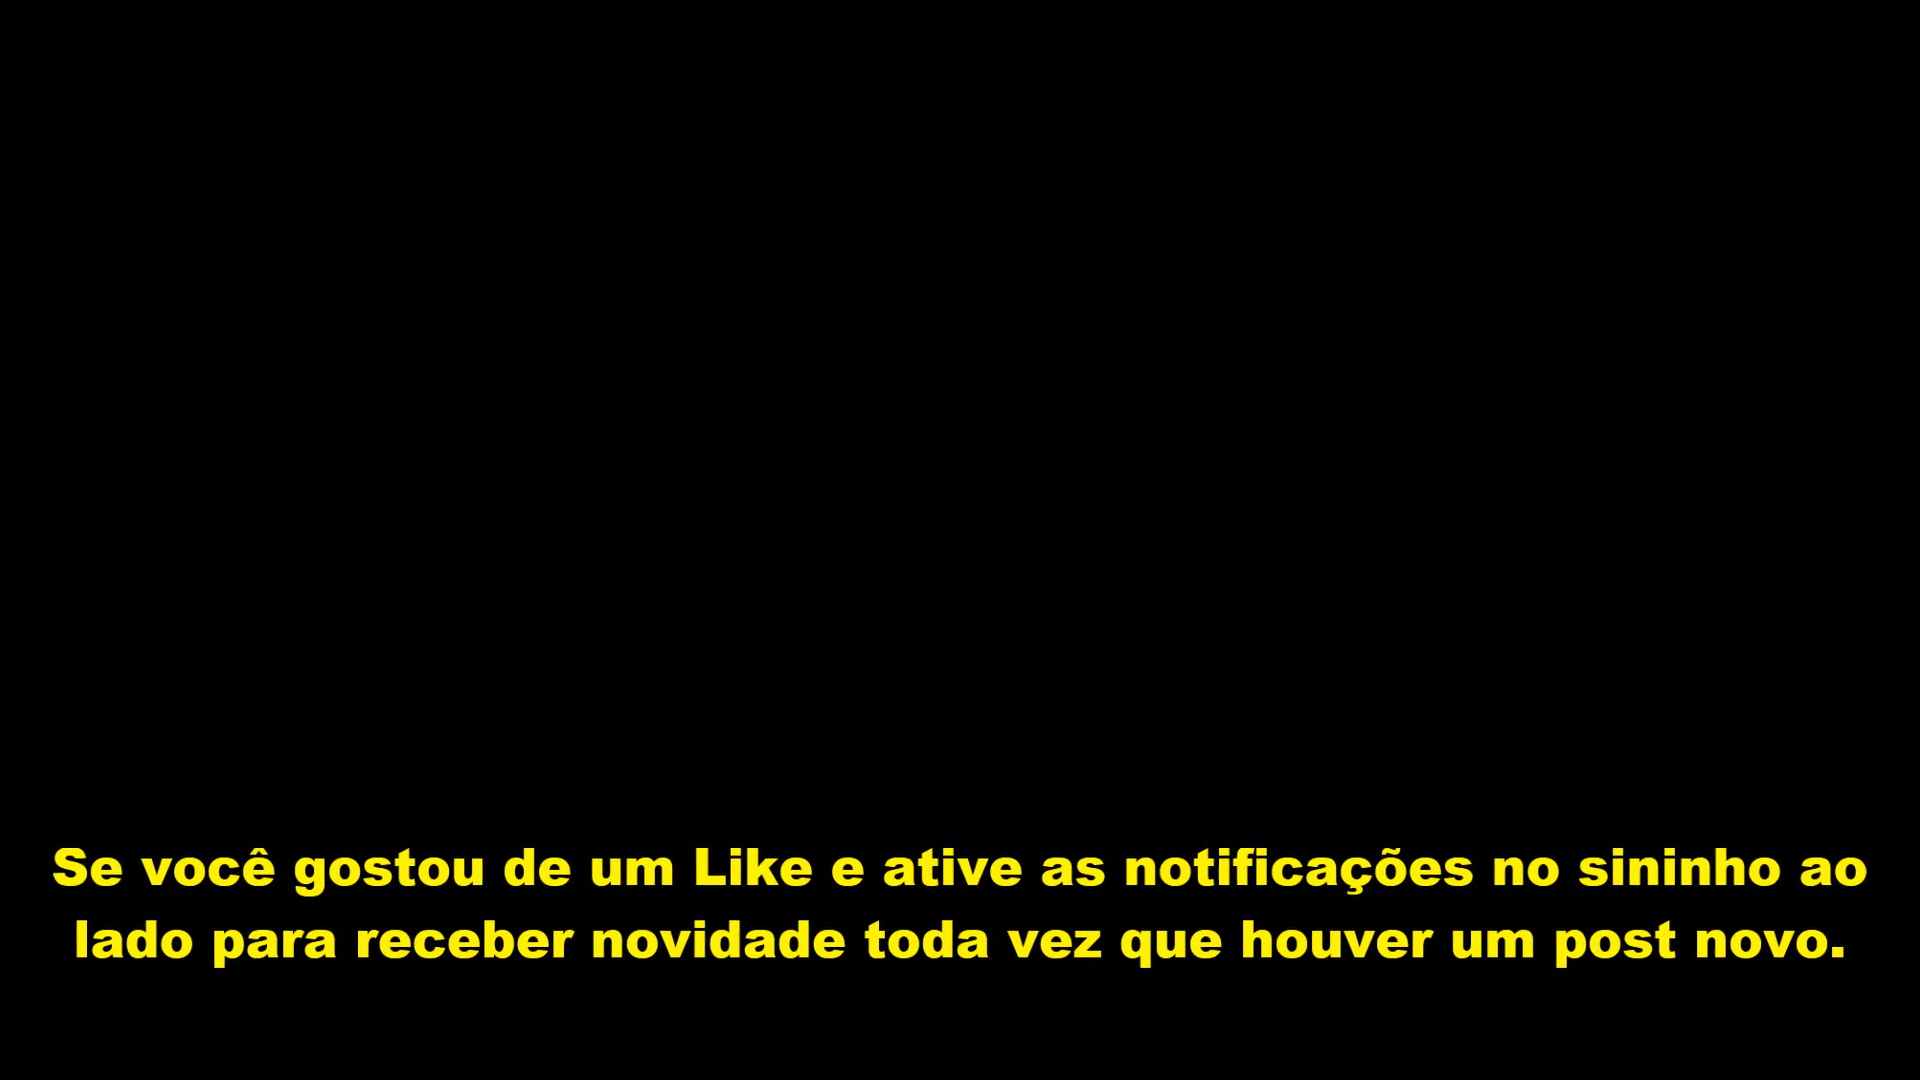 Se você gostou de um Like e ative as notificações no sininho ao
lado para receber novidade toda vez que houver um post novo.